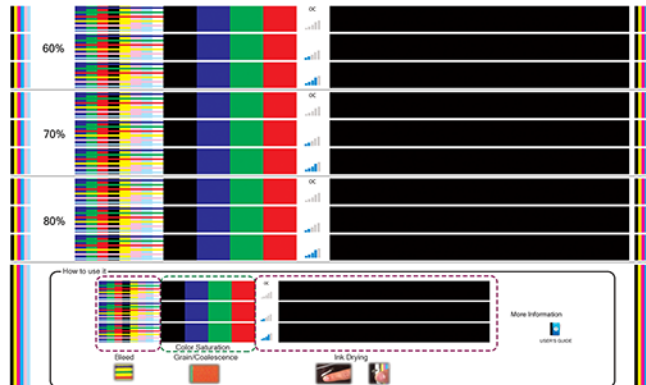 °C
60%
°C
70%
°C
80%
How to use it
More Information
USER'S GUIDE
Color Saturation
Bleed
Grain/Coalescence
Ink Drying